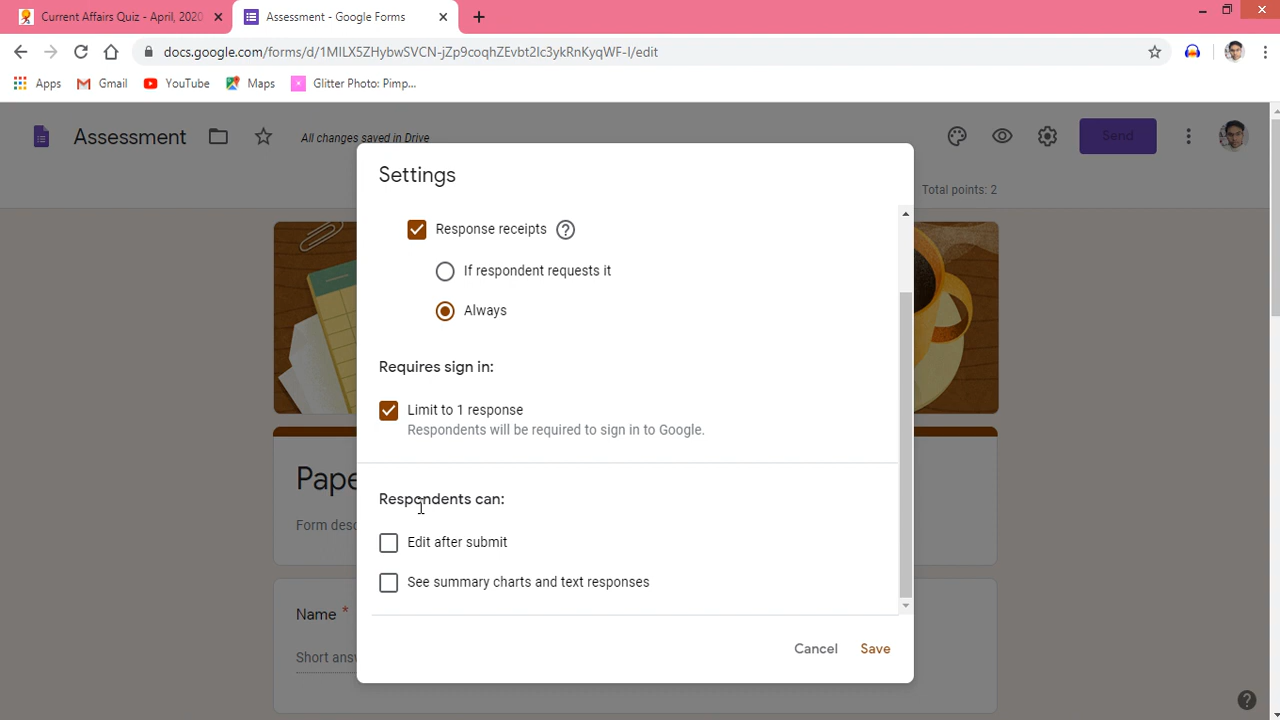 Current Affairs Quiz - April, 2020
Assessment - Google Forms
docs.google.com/forms/d/1MILX5ZHybwSVCN-jZp9coqhZEvbt2Ic3ykRnKyqWF-I/edit
Apps Gmail YouTube Maps Glitter Photo: Pimp...
Assessment
All changes saved in Drive
Send
Total points: 2
Settings
Response receipts
If respondent requests it
Always
Requires sign in:
Limit to 1 response
Respondents will be required to sign in to Google.
Pape
Respondents can:
Form desc
Edit after submit
See summary charts and text responses
Name *
Cancel Save
Short answ